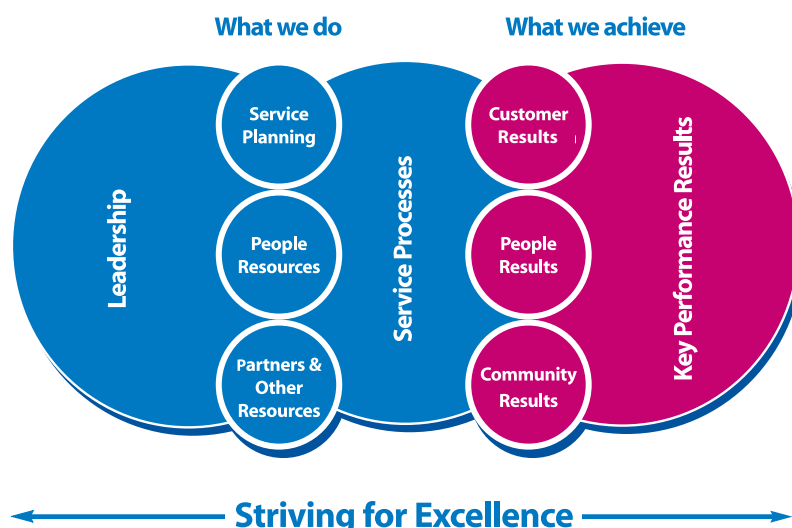 What we do
What we achieve
Leadership
Service
Planning
People
Resources
Partners &
Other
Resources
Service Processes
Customer
Results
People
Results
Community
Results
Key Performance Results
Striving for Excellence